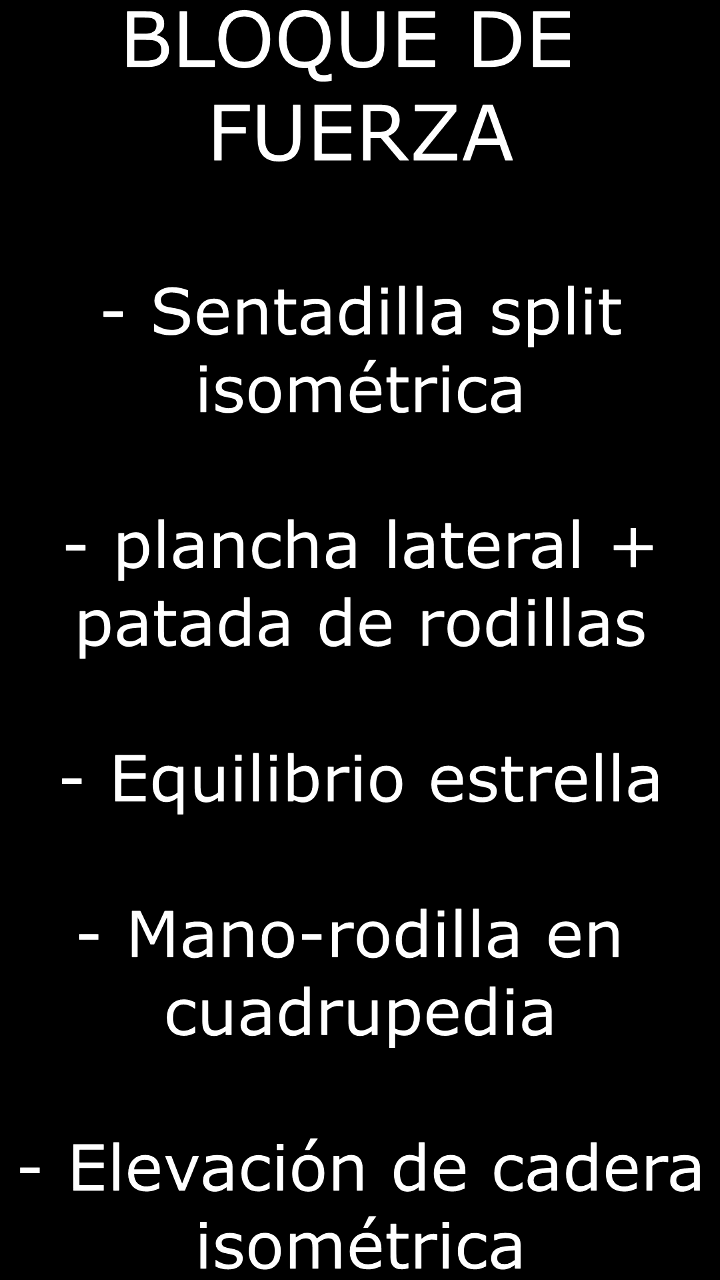 BLOQUE DE
FUERZA
- Sentadilla split
isométrica
- plancha lateral +
patada de rodillas
- Equilibrio estrella
- Mano-rodilla en
cuadrupedia
- Elevación de cadera
isométrica